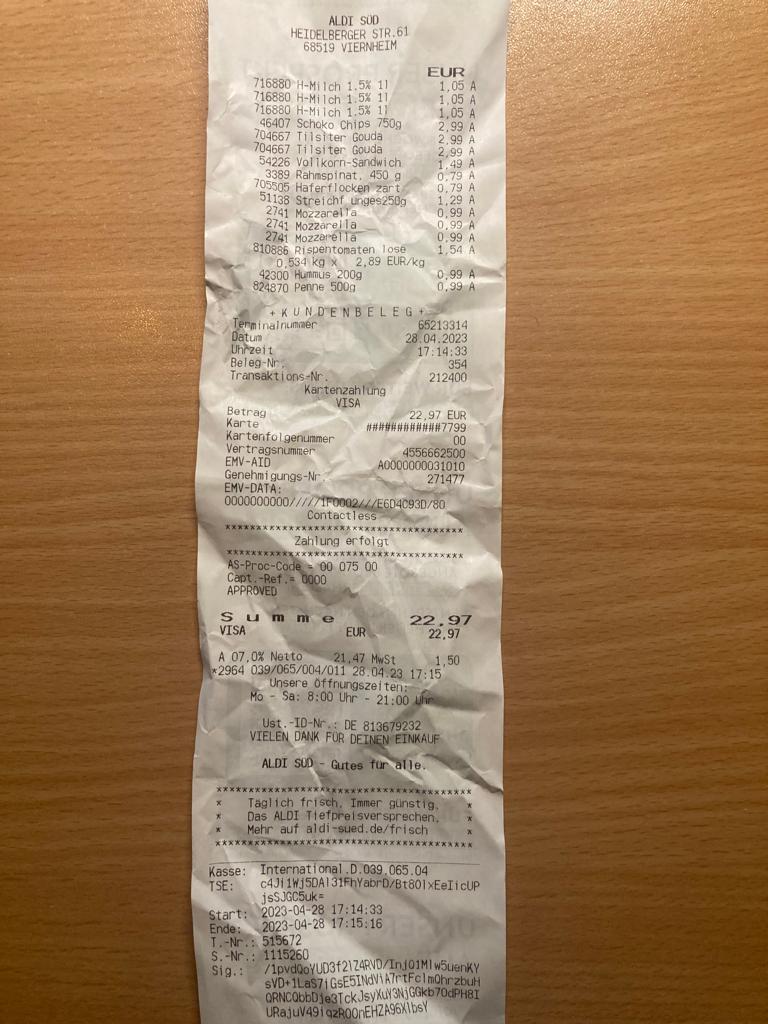 ALDI SÜD
HEIDELBERGER STR.61
68519 VIERNHEIM
EUR
716880 H-Milch 1.5% 1l 1,05 A
716880 H-Milch 1.5% 1l 1,05 A
716880 H-Milch 1.5% 1l 1,05 A
46407 Schoko Chips 750g 2,99 A
704667 Tilsiter Gouda 2,99 A
704667 Tilsiter Gouda 2,99 A
54226 Vollkorn-Sandwich 1,49 A
3389 Rahmspinat, 450 g 0,79 A
705505 Haferflocken zart 0,79 A
51138 Streichf unges250g 1,29 A
2741 Mozzarella 0,99 A
2741 Mozzarella 0,99 A
2741 Mozzarella 0,99 A
810886 Rispentomaten lose 1,54 A
0,534 kg x 2,89 EUR/kg
42300 Hummus 200g 0,99 A
824870 Penne 500g 0,99 A
+KUNDENBELEG+
Terminalnummer 65213314
Datum 28.04.2023
Uhrzeit 17:14:33
Beleg-Nr. 354
Transaktions-Nr. 212400
Kartenzahlung
VISA
Betrag 22,97 EUR
Karte ############7799
Kartenfolgenummer 00
Vertragsnummer 4556662500
EMV-AID A0000000031010
Genehmigungs-Nr. 271477
EMV-DATA:
0000000000/////1F0002///E6D4C93D/80
Contactless
************************************
Zahlung erfolgt
************************************
AS-Proc-Code = 00 075 00
Capt.-Ref.= 0000
APPROVED
Summe 22,97
VISA EUR 22,97
A 07,0% Netto 21,47 MwSt 1,50
*2964 039/065/004/011 28.04.23 17:15
Unsere Öffnungszeiten:
Mo - Sa: 8:00 Uhr - 21:00 Uhr
Ust.-ID-Nr.: DE 813679232
VIELEN DANK FÜR DEINEN EINKAUF
ALDI SÜD - Gutes für alle.
************************************
* Täglich frisch. Immer günstig. *
* Das ALDI Tiefpreisversprechen. *
* Mehr auf aldi-sued.de/frisch *
************************************
Kasse: International.D.039.065.04
TSE: c4Ji1Wj5DAl31FhYabrD/Bt80lxEeIicUP
jsSJGC5uk=
Start: 2023-04-28 17:14:33
Ende: 2023-04-28 17:15:16
T.-Nr.: 515672
S.-Nr.: 1115260
Sig.: /1pvdQoYUD3f2lZ4RVD/InjQ1Mlw5uenKY
sVD+1LaS7iGsE5INdViA7rtFclmOhrzbuH
QRNCQbbDje3TckJsyXuY3NjGGkb70dPH8I
URajuV49lqzROOnEHZA96XlbsY